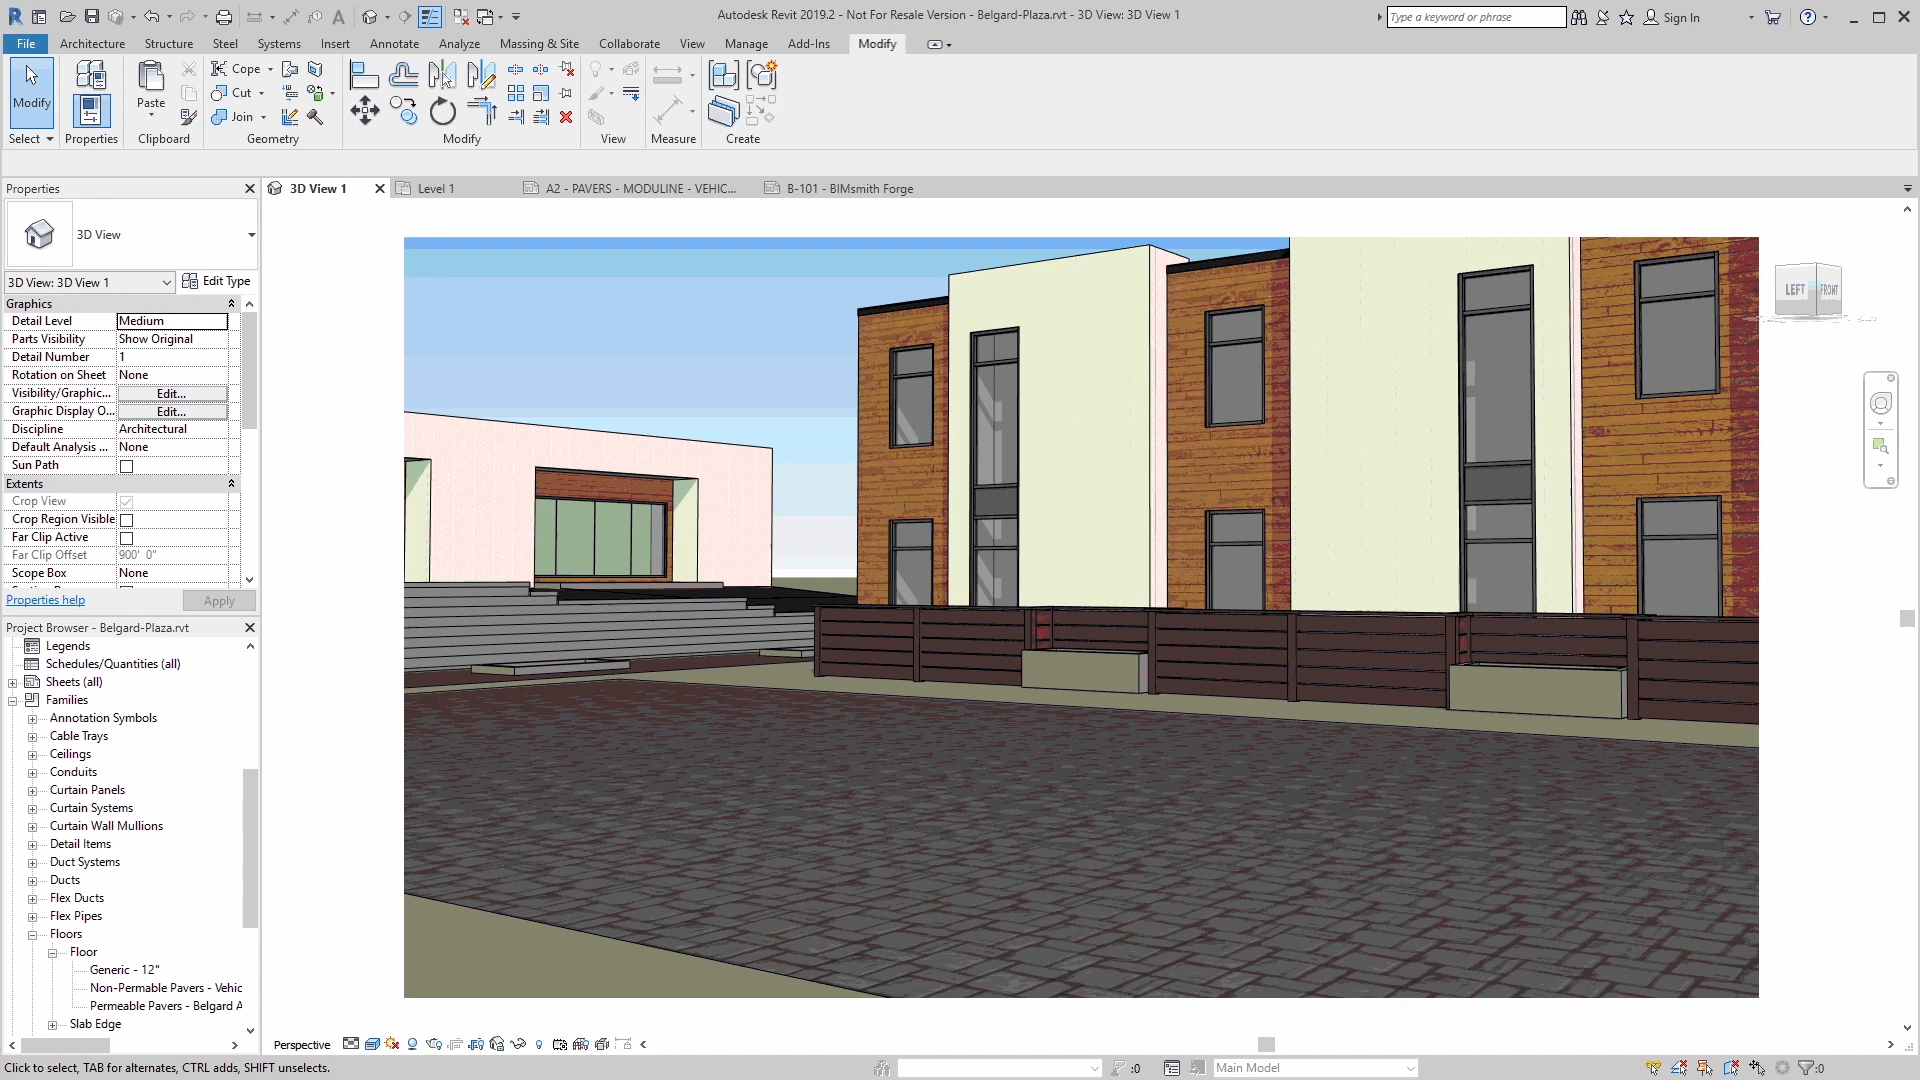 Autodesk Revit 2019.2 - Not For Resale Version - Belgard-Plaza.rvt - 3D View: 3D View 1
Type a keyword or phrase
Sign In
File Architecture Structure Steel Systems Insert Annotate Analyze Massing & Site Collaborate View Manage Add-Ins Modify
Modify
Paste
Cope
Cut
Join
Select Properties Clipboard Geometry Modify View Measure Create
Properties
3D View 1
Level 1
A2 - PAVERS - MODULINE - VEHIC...
B-101 - BIMsmith Forge
3D View
3D View: 3D View 1
Edit Type
Graphics
Detail Level Medium
Parts Visibility Show Original
Detail Number 1
Rotation on Sheet None
Visibility/Graphic... Edit...
Graphic Display O... Edit...
Discipline Architectural
Default Analysis ... None
Sun Path
Extents
Crop View
Crop Region Visible
Far Clip Active
Far Clip Offset 900' 0"
Scope Box None
Properties help
Apply
LEFT FRONT
Project Browser - Belgard-Plaza.rvt
Legends
Schedules/Quantities (all)
Sheets (all)
Families
Annotation Symbols
Cable Trays
Ceilings
Conduits
Curtain Panels
Curtain Systems
Curtain Wall Mullions
Detail Items
Duct Systems
Ducts
Flex Ducts
Flex Pipes
Floors
Floor
Generic - 12"
Non-Permable Pavers - Vehic
Permeable Pavers - Belgard A
Slab Edge
Perspective
Click to select, TAB for alternates, CTRL adds, SHIFT unselects.
:0
Main Model
:0